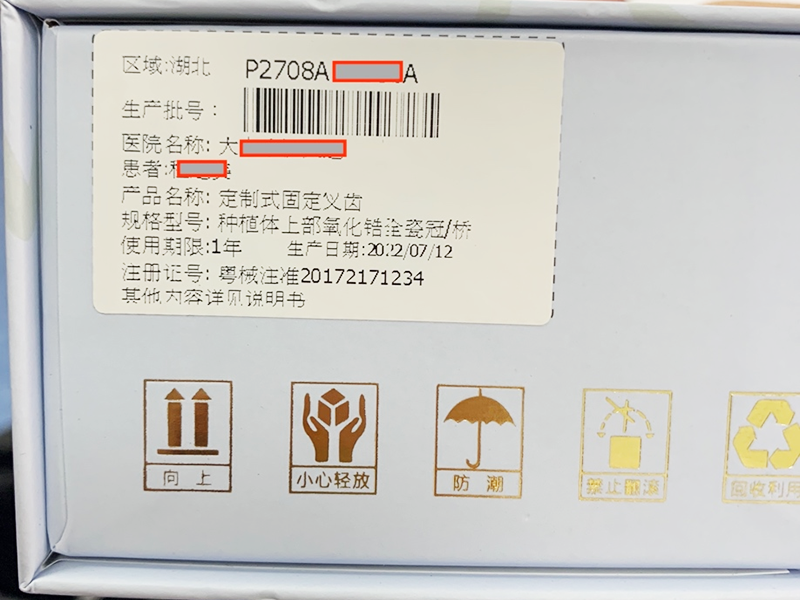 区域:湖北
P2708A A
生产批号：
医院名称: 大
患者:
产品名称: 定制式固定义齿
规格型号: 种植体上部氧化锆全瓷冠/桥
使用期限:1年 生产日期:2022/07/12
注册证号: 粤械注准20172171234
其他内容详见说明书
向上
小心轻放
防潮
禁止翻滚
回收利用